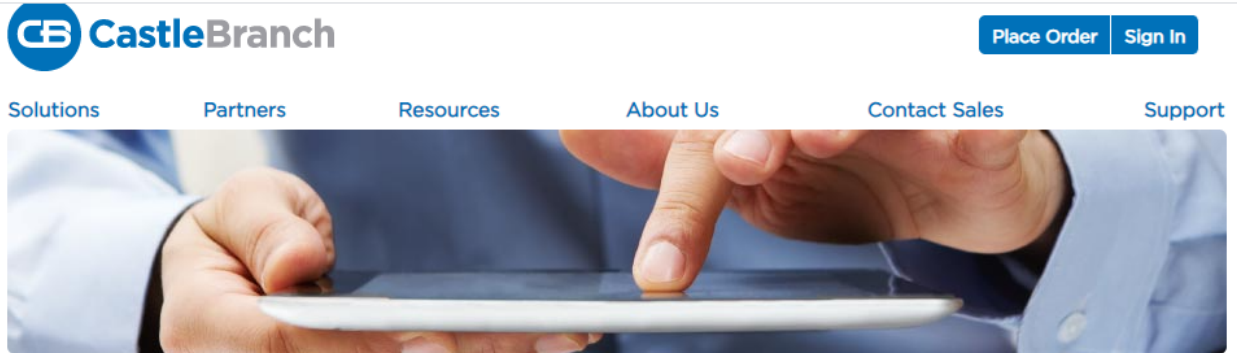 CB CastleBranch
Place Order Sign In
Solutions Partners Resources About Us Contact Sales Support